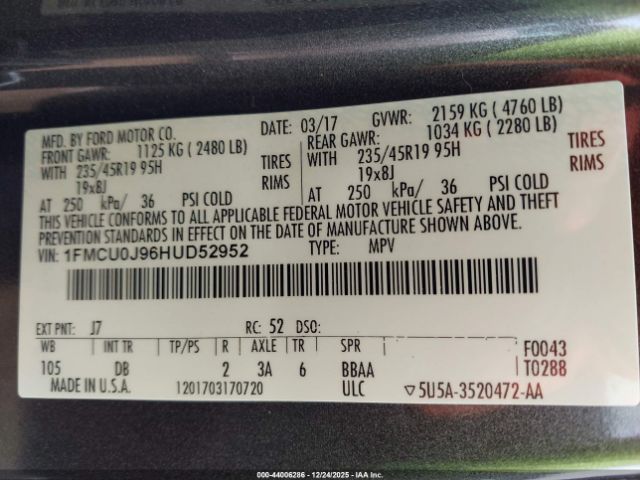 MFD. BY FORD MOTOR CO. DATE: 03/17 GVWR: 2159 KG ( 4760 LB)
FRONT GAWR: 1125 KG ( 2480 LB) REAR GAWR: 1034 KG ( 2280 LB)
WITH 235/45R19 95H TIRES WITH 235/45R19 95H TIRES
19x8J RIMS 19x8J RIMS
AT 250 kPa/ 36 PSI COLD AT 250 kPa/ 36 PSI COLD
THIS VEHICLE CONFORMS TO ALL APPLICABLE FEDERAL MOTOR VEHICLE SAFETY AND THEFT
PREVENTION STANDARDS IN EFFECT ON THE DATE OF MANUFACTURE SHOWN ABOVE.
VIN: 1FMCU0J96HUD52952 TYPE: MPV
EXT PNT: J7 RC: 52 DSO:
WB INT TR TP/PS R AXLE TR SPR F0043
105 DB 2 3A 6 BBAA T0288
MADE IN U.S.A. 1201703170720 ULC ▽5U5A-3520472-AA
000-44006286 - 12/24/2025 - IAA Inc.